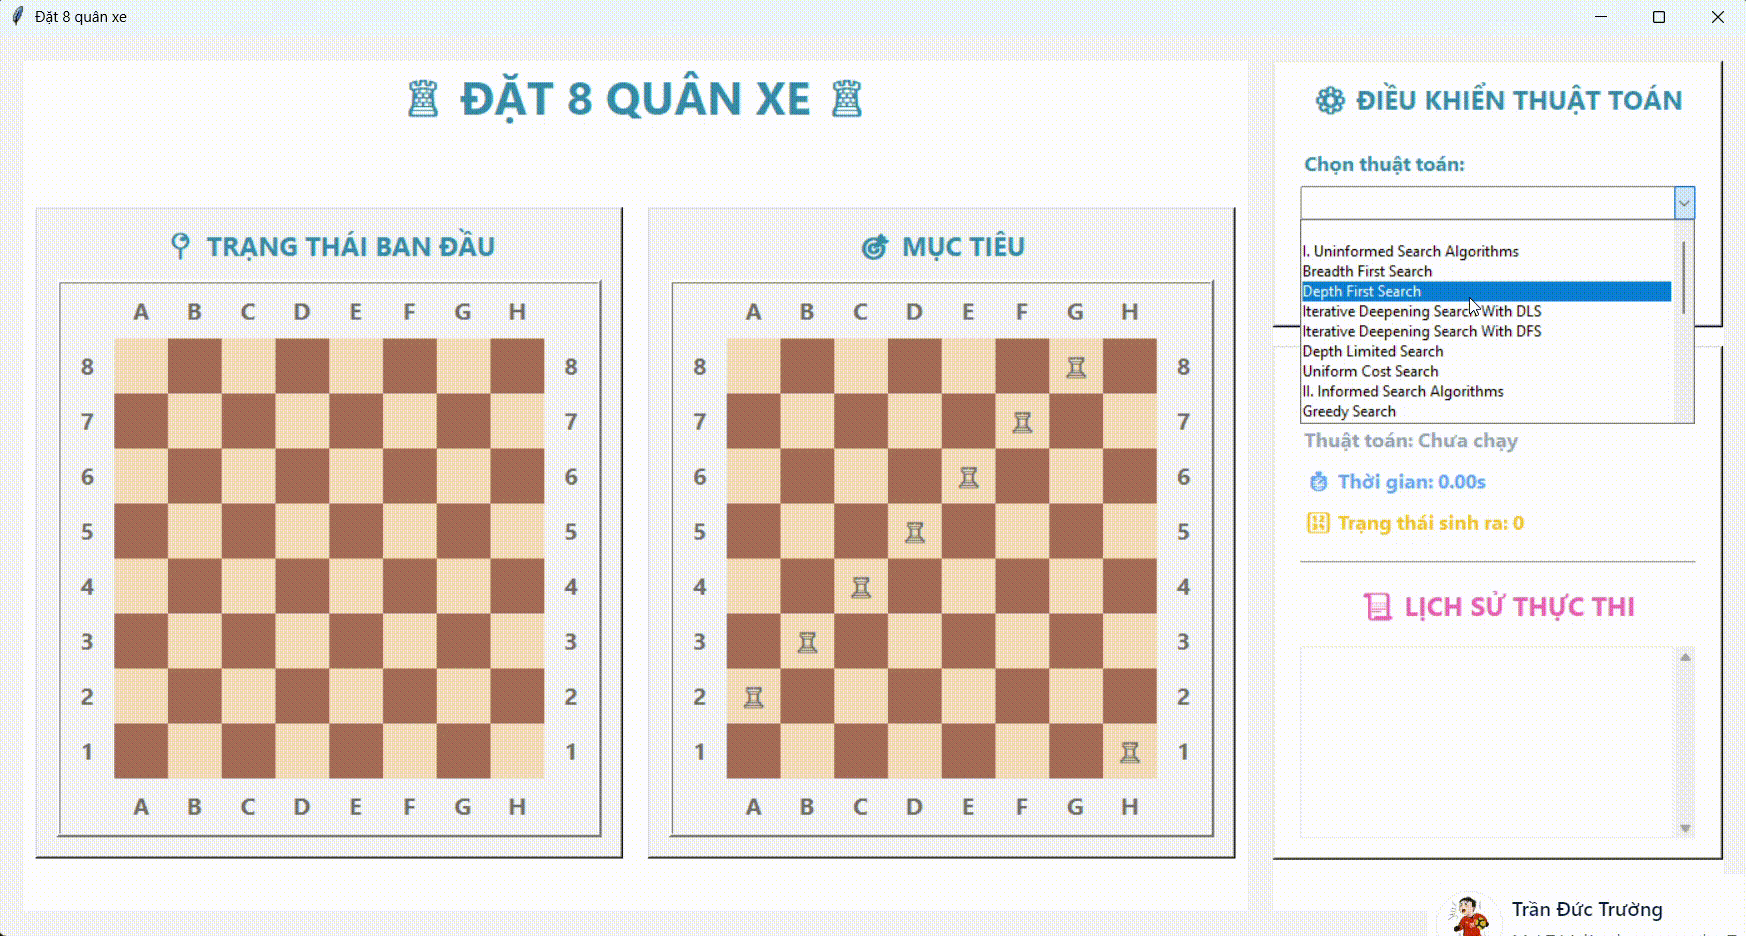 Đặt 8 quân xe
ĐẶT 8 QUÂN XE
TRẠNG THÁI BAN ĐẦU
A B C D E F G H
8 8
7 7
6 6
5 5
4 4
3 3
2 2
1 1
A B C D E F G H
MỤC TIÊU
A B C D E F G H
8 8
7 7
6 6
5 5
4 4
3 3
2 2
1 1
A B C D E F G H
ĐIỀU KHIỂN THUẬT TOÁN
Chọn thuật toán:
I. Uninformed Search Algorithms
Breadth First Search
Depth First Search
Iterative Deepening Search With DLS
Iterative Deepening Search With DFS
Depth Limited Search
Uniform Cost Search
II. Informed Search Algorithms
Greedy Search
Thuật toán: Chưa chạy
Thời gian: 0.00s
Trạng thái sinh ra: 0
LỊCH SỬ THỰC THI
Trần Đức Trường